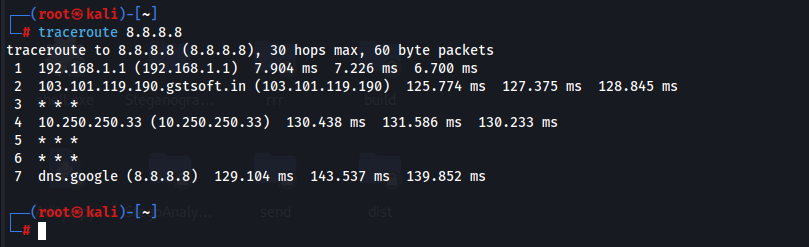 ┌──(root㉿kali)-[~]
└─# traceroute 8.8.8.8
traceroute to 8.8.8.8 (8.8.8.8), 30 hops max, 60 byte packets
 1  192.168.1.1 (192.168.1.1)  7.904 ms  7.226 ms  6.700 ms
 2  103.101.119.190.gstsoft.in (103.101.119.190)  125.774 ms  127.375 ms  128.845 ms
 3  * * *
 4  10.250.250.33 (10.250.250.33)  130.438 ms  131.586 ms  130.233 ms
 5  * * *
 6  * * *
 7  dns.google (8.8.8.8)  129.104 ms  143.537 ms  139.852 ms
send
dist
┌──(root㉿kali)-[~]
└─#